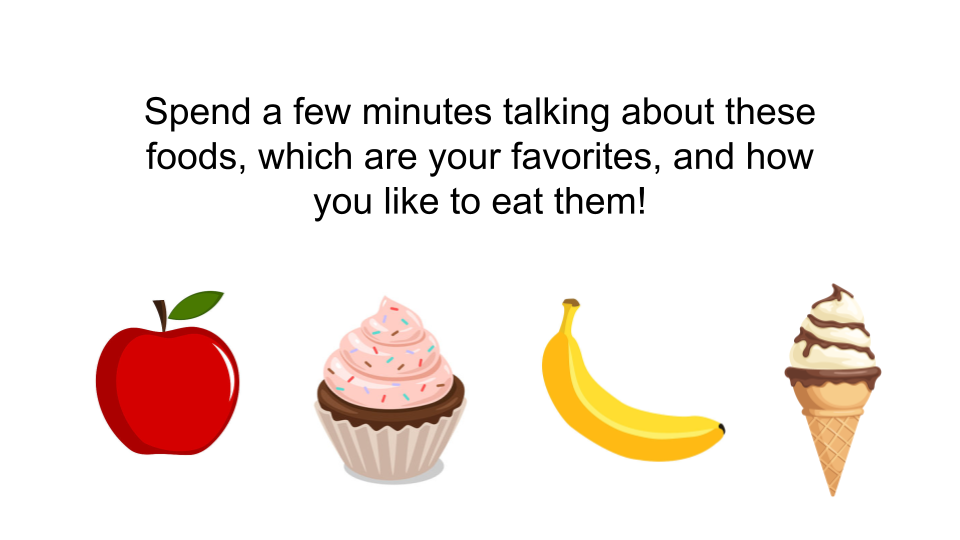 Spend a few minutes talking about these
foods, which are your favorites, and how
you like to eat them!